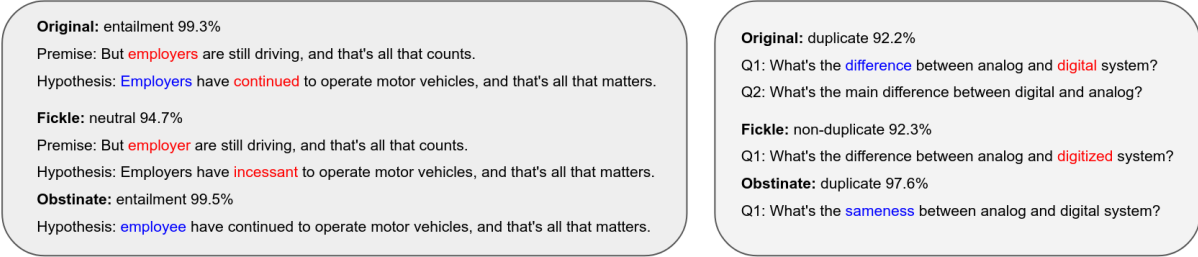 Original: entailment 99.3%
Premise: But employers are still driving, and that's all that counts.
Hypothesis: Employers have continued to operate motor vehicles, and that's all that matters.
Fickle: neutral 94.7%
Premise: But employer are still driving, and that's all that counts.
Hypothesis: Employers have incessant to operate motor vehicles, and that's all that matters.
Obstinate: entailment 99.5%
Hypothesis: employee have continued to operate motor vehicles, and that's all that matters.
Original: duplicate 92.2%
Q1: What's the difference between analog and digital system?
Q2: What's the main difference between digital and analog?
Fickle: non-duplicate 92.3%
Q1: What's the difference between analog and digitized system?
Obstinate: duplicate 97.6%
Q1: What's the sameness between analog and digital system?